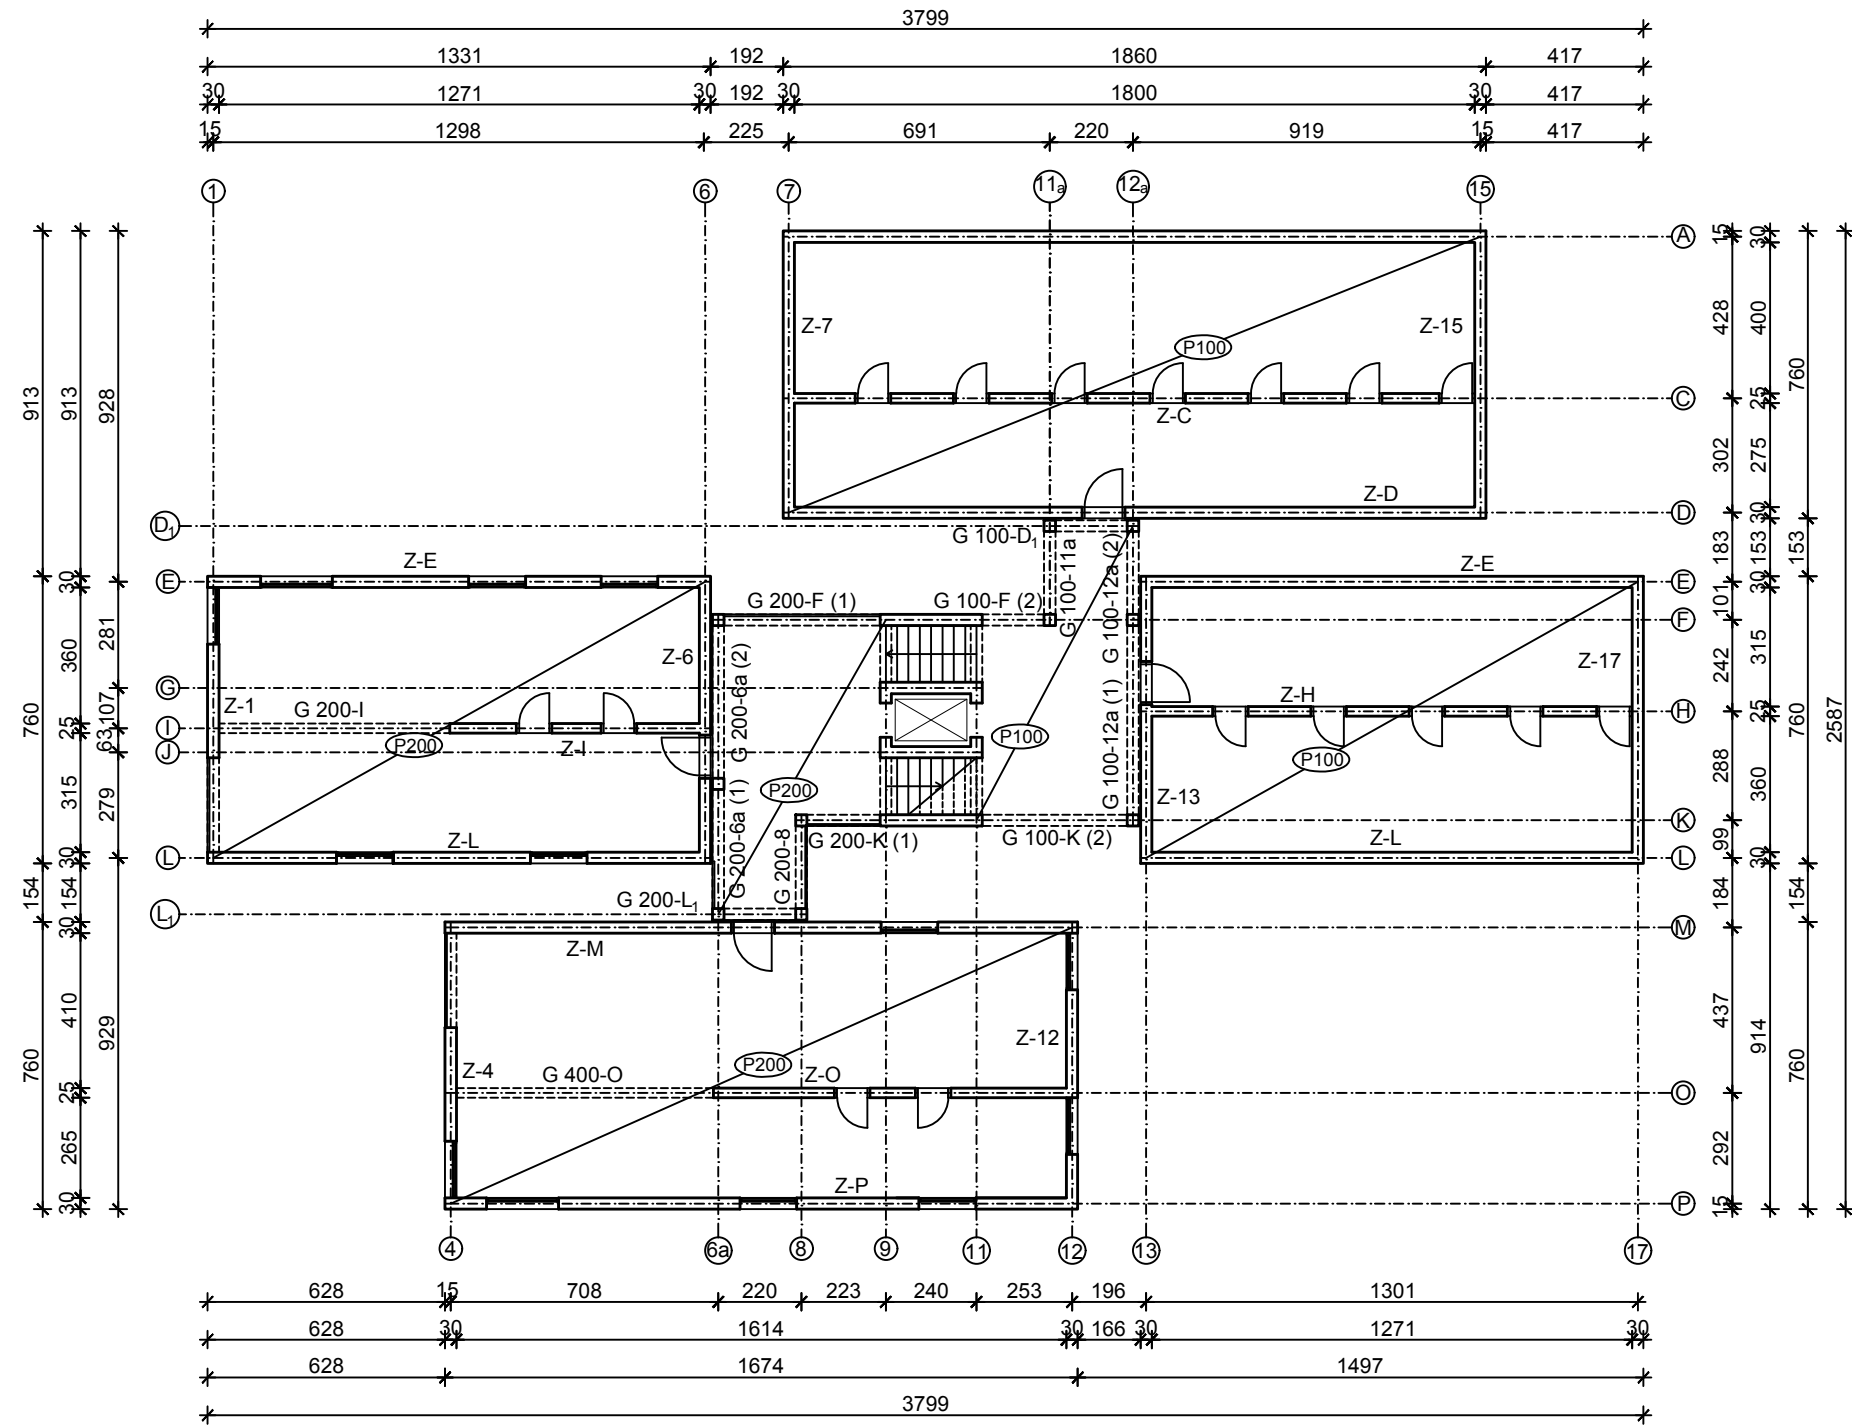 3799
1331 192 1860 417
30 1271 30 192 30 1800 30 417
15 1298 225 691 220 919 15 417
1 6 7 11a 12a 15
A
15 30
Z-7 Z-15
P100
428 400
760
913 913 928
C
25
Z-C
302 275
Z-D
D
30
D1
G 100-D1
183 153 153
Z-E
Z-E
E
E
30
30
G 200-F (1) G 100-F (2)
G 100-11a
G 100-12a (2)
F
101
281
360
Z-6
G 200-6a (2)
Z-17
315
242
G
Z-1
G 200-I
Z-H
H
107
25
I
Z-I
P200
63
J
P100
P100
G 100-12a (1)
760
25
760
2587
P200
288
360
315
279
Z-13
G 200-6a (1)
G 200-8
G 200-K (1) G 100-K (2)
K
Z-L
Z-L
99
L
L
30
30
G 200-L1
L1
154 154
184 154
Z-M
M
30
410
929
Z-12
437
914
760
Z-4
G 400-O
P200
Z-O
O
25
760
265
292
Z-P
P
30
15
4 6a 8 9 11 12 13 17
628 15 708 220 223 240 253 196 1301
628 30 1614 30 166 30 1271 30
628 1674 1497
3799